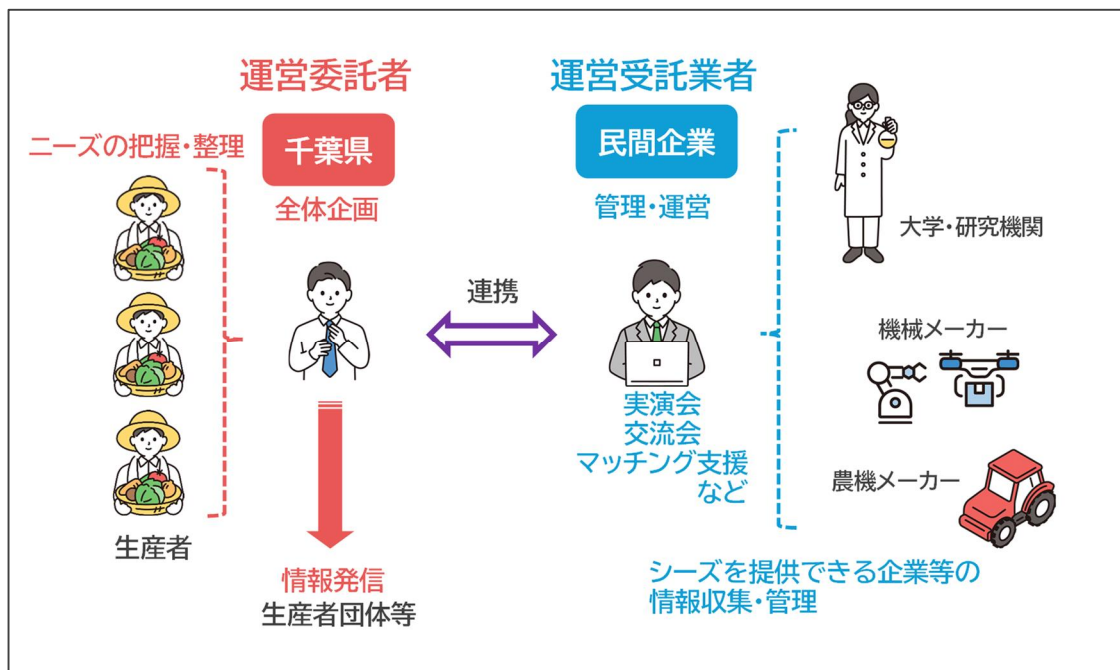 運営委託者
千葉県
全体企画
ニーズの把握・整理
生産者
情報発信
生産者団体等
連携
運営受託業者
民間企業
管理・運営
実演会
交流会
マッチング支援
など
大学・研究機関
機械メーカー
農機メーカー
シーズを提供できる企業等の
情報収集・管理